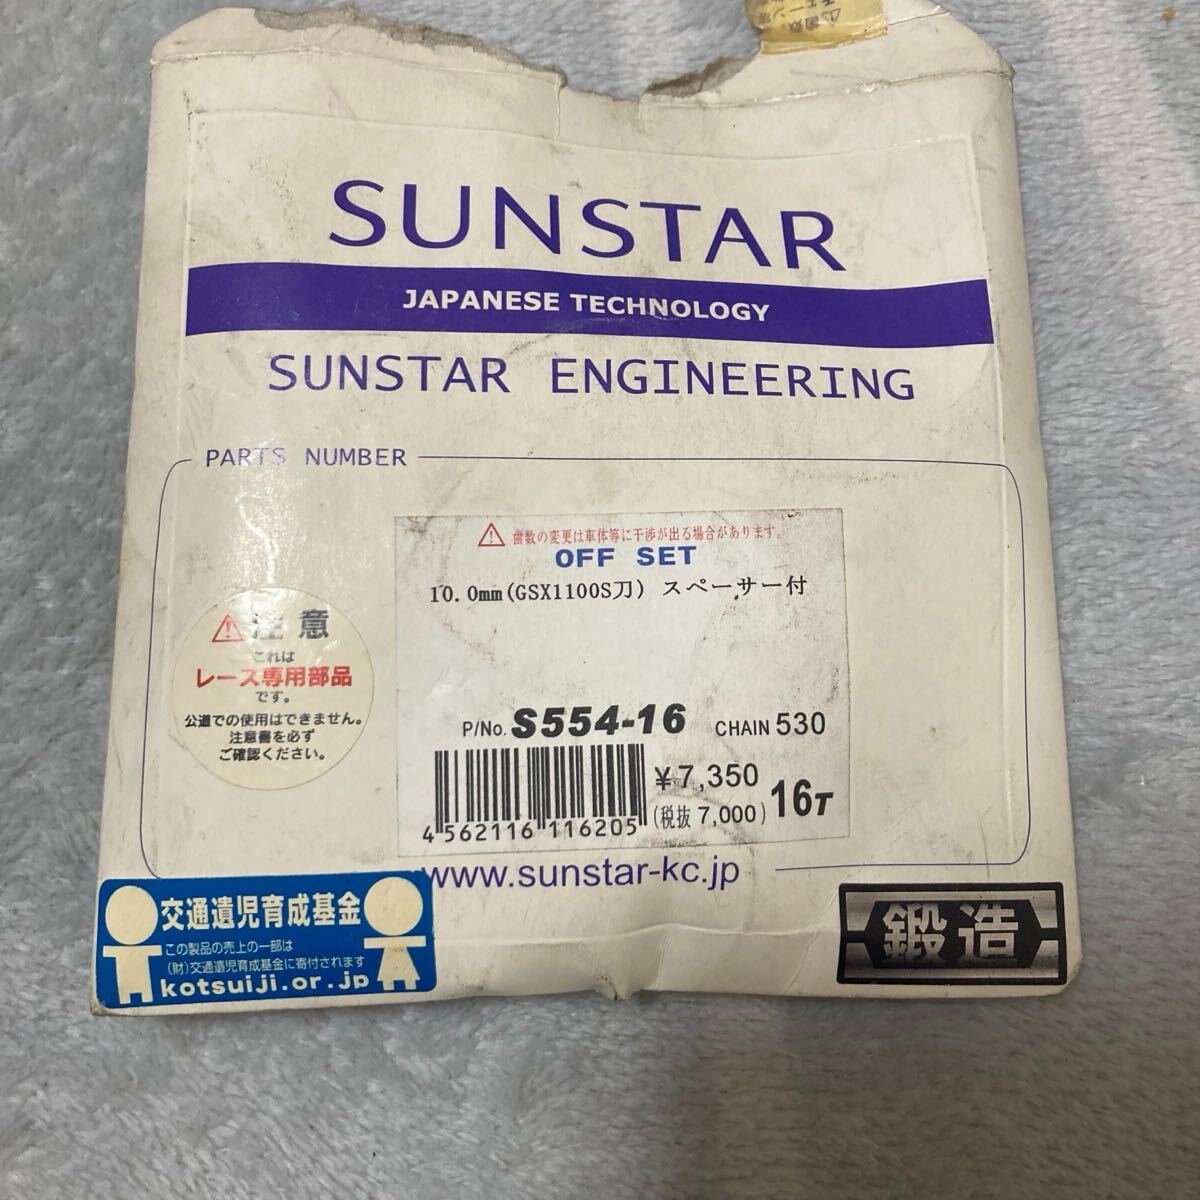 SUNSTAR
JAPANESE TECHNOLOGY
SUNSTAR ENGINEERING
PARTS NUMBER
⚠ 歯数の変更は車体等に干渉が出る場合があります。
OFF SET
10.0mm(GSX1100S刀) スペーサー付
P/No. S554-16 CHAIN 530
¥7,350
(税抜 7,000)
16T
4 562116 116205
⚠ 注意
これは
レース専用部品
です。
公道での使用はできません。
注意書を必ず
ご確認ください。
www.sunstar-kc.jp
交通遺児育成基金
この製品の売上の一部は
(財)交通遺児育成基金に寄付されます
kotsuiji.or.jp
鍛造